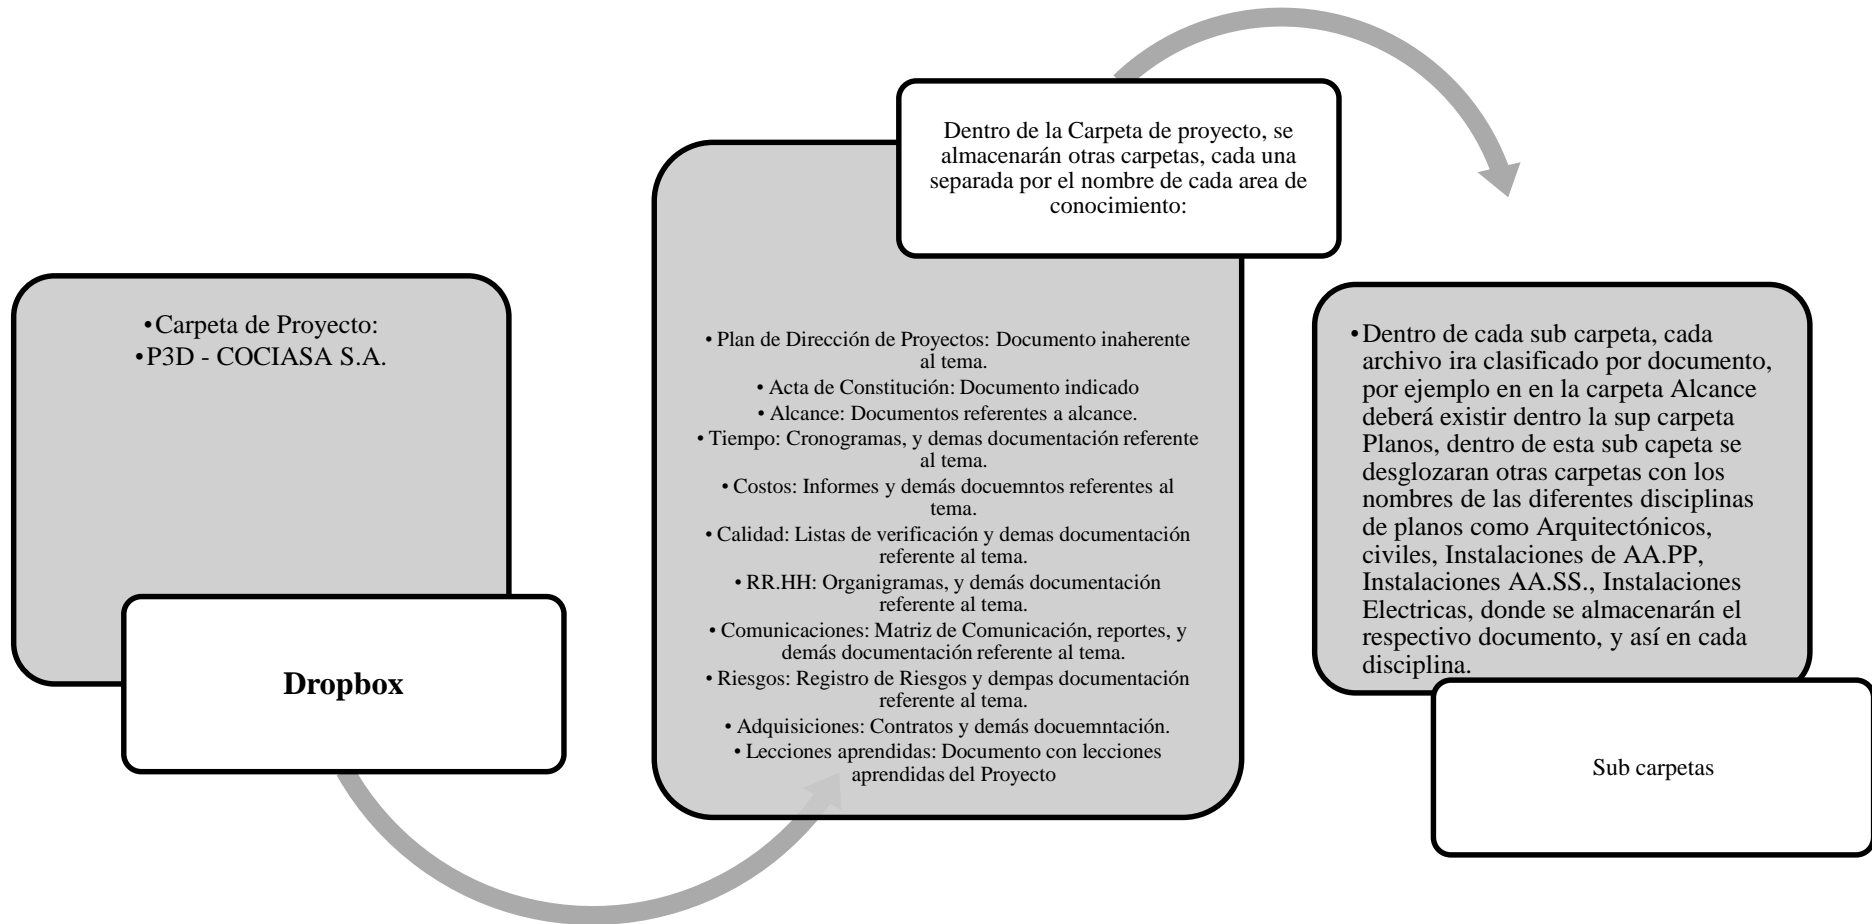 •Carpeta de Proyecto:
•P3D - COCIASA S.A.
Dropbox
Dentro de la Carpeta de proyecto, se
almacenarán otras carpetas, cada una
separada por el nombre de cada area de
conocimiento:
• Plan de Dirección de Proyectos: Documento inaherente
al tema.
• Acta de Constitución: Documento indicado
• Alcance: Documentos referentes a alcance.
• Tiempo: Cronogramas, y demas documentación referente
al tema.
• Costos: Informes y demás docuemntos referentes al
tema.
• Calidad: Listas de verificación y demas documentación
referente al tema.
• RR.HH: Organigramas, y demás documentación
referente al tema.
• Comunicaciones: Matriz de Comunicación, reportes, y
demás documentación referente al tema.
• Riesgos: Registro de Riesgos y dempas documentación
referente al tema.
• Adquisiciones: Contratos y demás docuemntación.
• Lecciones aprendidas: Documento con lecciones
aprendidas del Proyecto
•Dentro de cada sub carpeta, cada
archivo ira clasificado por documento,
por ejemplo en en la carpeta Alcance
deberá existir dentro la sup carpeta
Planos, dentro de esta sub capeta se
desglozaran otras carpetas con los
nombres de las diferentes disciplinas
de planos como Arquitectónicos,
civiles, Instalaciones de AA.PP,
Instalaciones AA.SS., Instalaciones
Electricas, donde se almacenarán el
respectivo documento, y así en cada
disciplina.
Sub carpetas